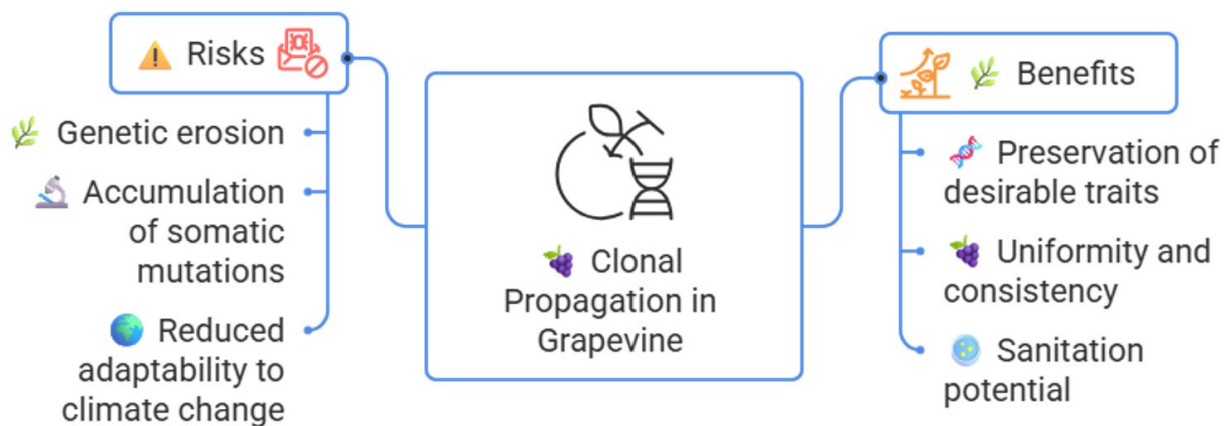 Risks
Genetic erosion
Accumulation
of somatic
mutations
Reduced
adaptability to
climate change
Clonal
Propagation in
Grapevine
Benefits
Preservation of
desirable traits
Uniformity and
consistency
Sanitation
potential